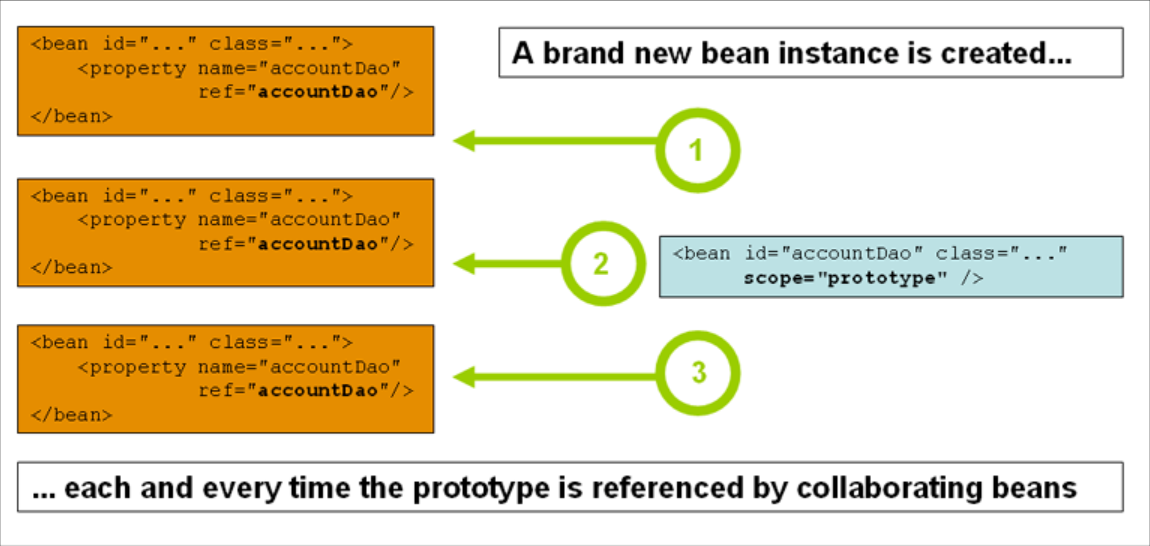 <bean id="..." class="...">
    <property name="accountDao"
              ref="accountDao"/>
</bean>
A brand new bean instance is created...
1
<bean id="..." class="...">
    <property name="accountDao"
              ref="accountDao"/>
</bean>
2
<bean id="accountDao" class="..."
      scope="prototype" />
<bean id="..." class="...">
    <property name="accountDao"
              ref="accountDao"/>
</bean>
3
... each and every time the prototype is referenced by collaborating beans